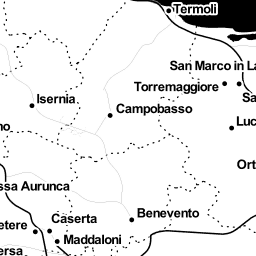 Termoli
San Marco in La
Torremaggiore
Sa
Isernia
Campobasso
Luc
no
Ort
ssa Aurunca
Benevento
Caserta
etere
Maddaloni
ersa